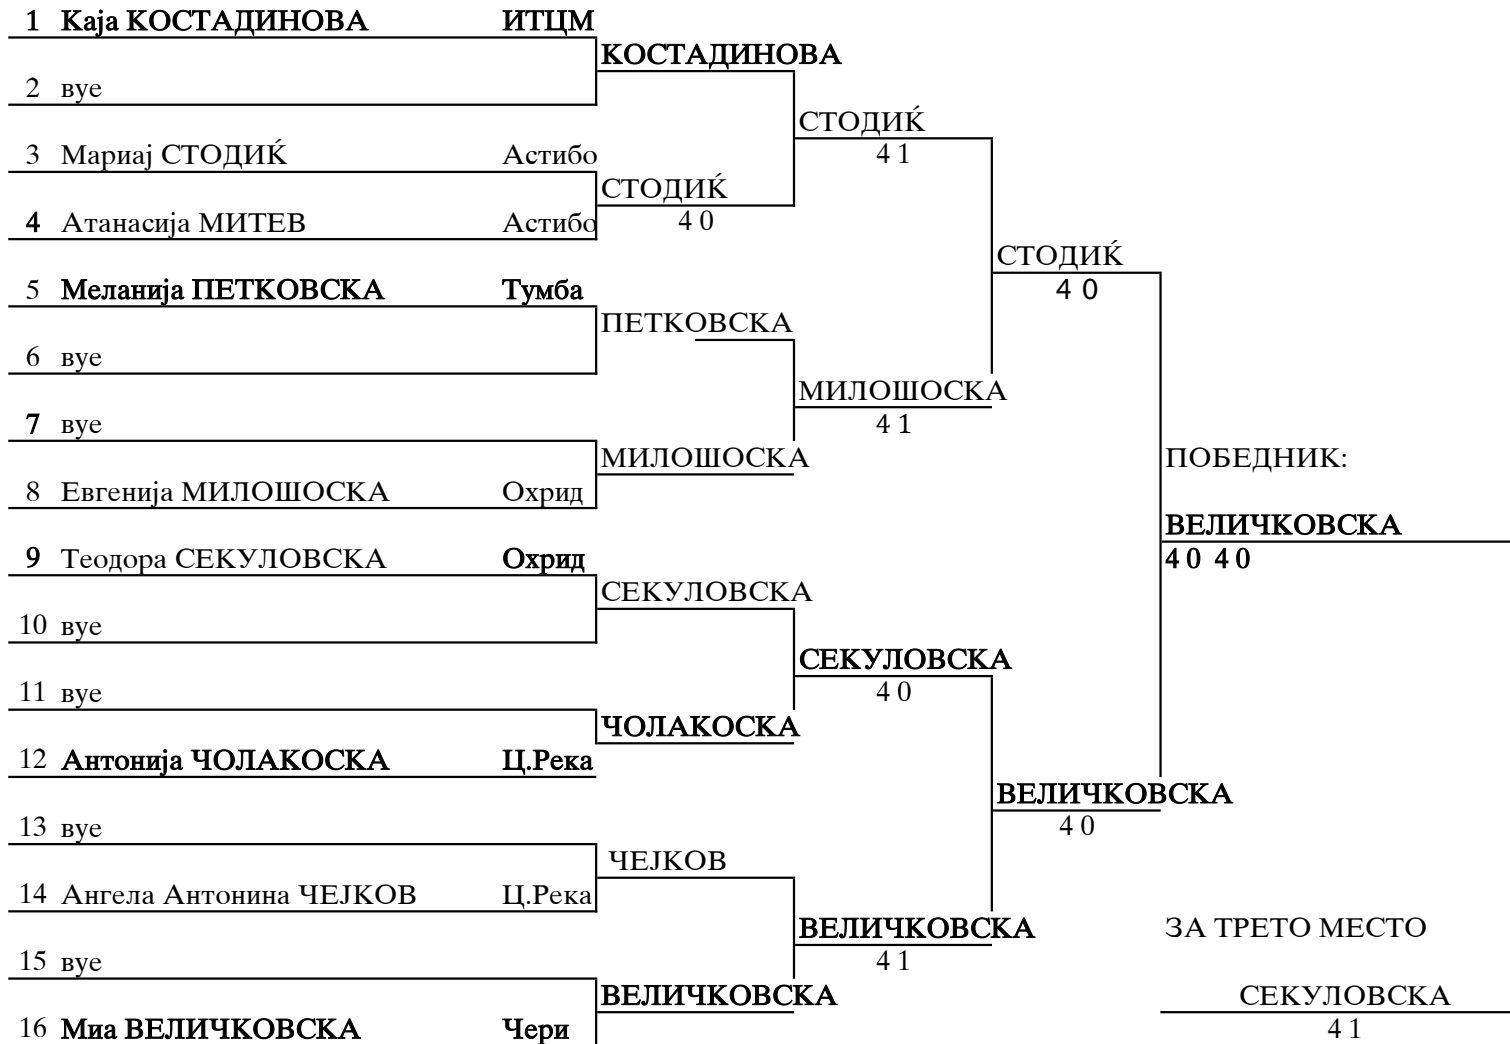 1 Каја КОСТАДИНОВА ИТЦМ
КОСТАДИНОВА
2 вуе
СТОДИЌ
3 Мариај СТОДИЌ Астибо
4 1
СТОДИЌ
4 Атанасија МИТЕВ Астибо
4 0
СТОДИЌ
5 Меланија ПЕТКОВСКА Тумба
4 0
ПЕТКОВСКА
6 вуе
МИЛОШОСКА
7 вуе
4 1
МИЛОШОСКА
ПОБЕДНИК:
8 Евгенија МИЛОШОСКА Охрид
ВЕЛИЧКОВСКА
9 Теодора СЕКУЛОВСКА Охрид
4 0 4 0
СЕКУЛОВСКА
10 вуе
СЕКУЛОВСКА
11 вуе
4 0
ЧОЛАКОСКА
12 Антонија ЧОЛАКОСКА Ц.Река
ВЕЛИЧКОВСКА
13 вуе
4 0
ЧЕЈКОВ
14 Ангела Антонина ЧЕЈКОВ Ц.Река
ВЕЛИЧКОВСКА
ЗА ТРЕТО МЕСТО
15 вуе
4 1
ВЕЛИЧКОВСКА
СЕКУЛОВСКА
16 Миа ВЕЛИЧКОВСКА Чери
4 1